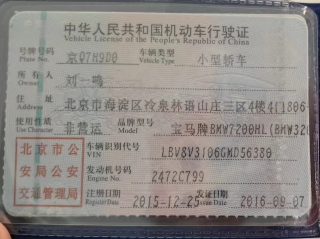 中华人民共和国机动车行驶证
Vehicle License of the People's Republic of China
号牌号码 京Q7H9D0 车辆类型 小型轿车
Plate No. Vehicle Type
所有人 刘一鸣
Owner
住址 北京市海淀区冷泉林语山庄三区4楼4门806
Address
使用性质 非营运 品牌型号 宝马牌BMW7200HL(BMW320
Use Character Model
北京市公安局公安交通管理局
车辆识别代号 LBV8V3106GMD56380
VIN
发动机号码 2472C799
Engine No.
注册日期 2015-12-25 发证日期 2016-09-07
Register Date Issue Date